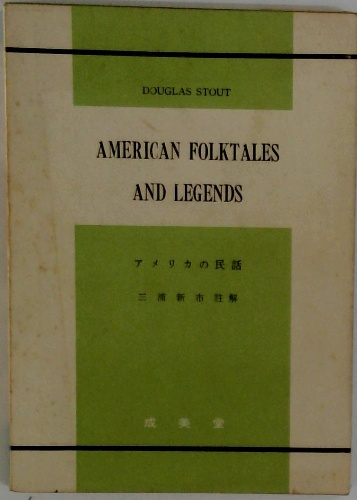 DOUGLAS STOUT
AMERICAN FOLKTALES
AND LEGENDS
アメリカの民話
三浦新市註解
成美堂